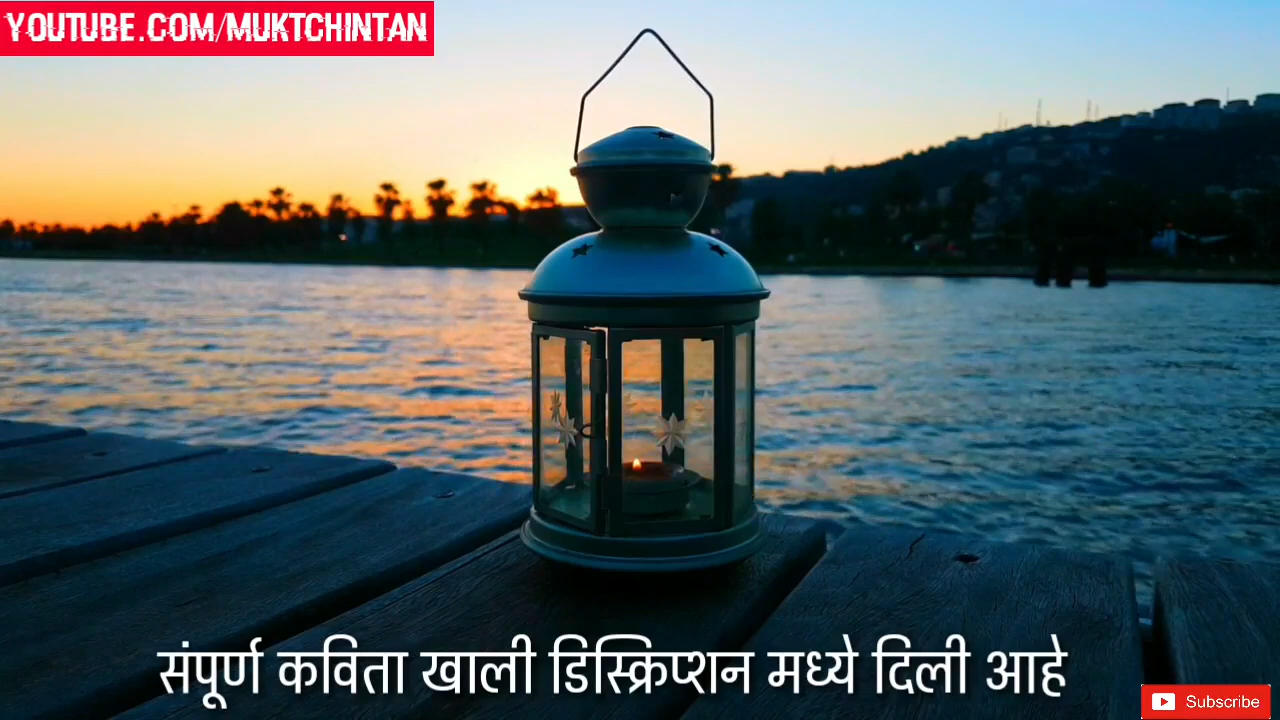 YOUTUBE.COM/MUKTCHINTAN
संपूर्ण कविता खाली डिस्क्रिप्शन मध्ये दिली आहे
Subscribe